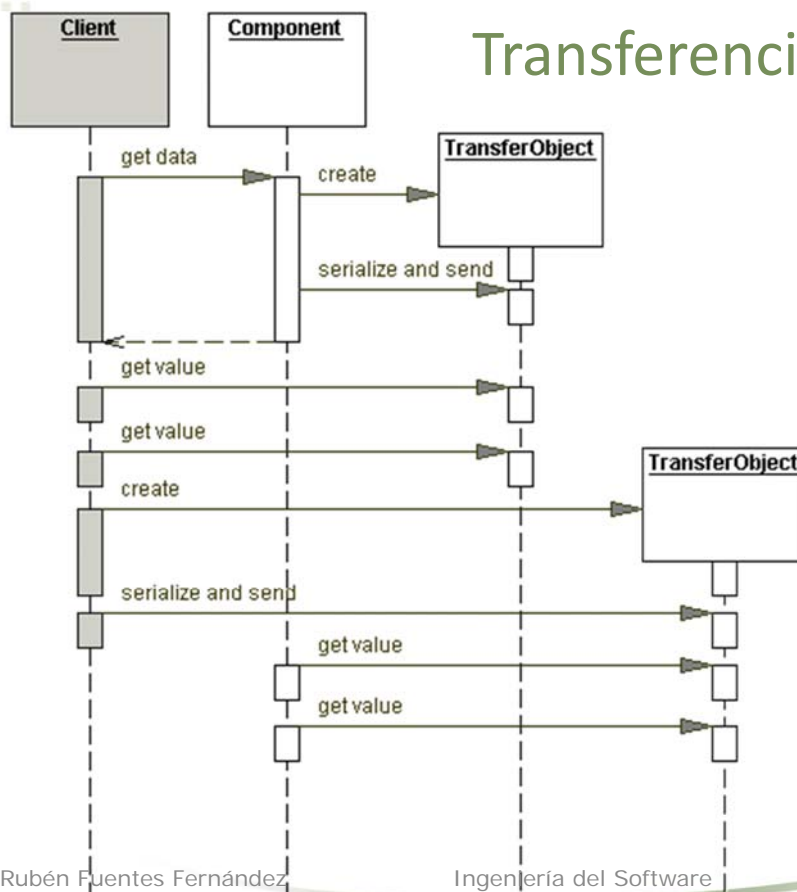 Client
Component
Transferenci
TransferObject
get data
create
serialize and send
get value
get value
TransferObject
create
serialize and send
get value
get value
Rubén Fuentes Fernández
Ingeniería del Software